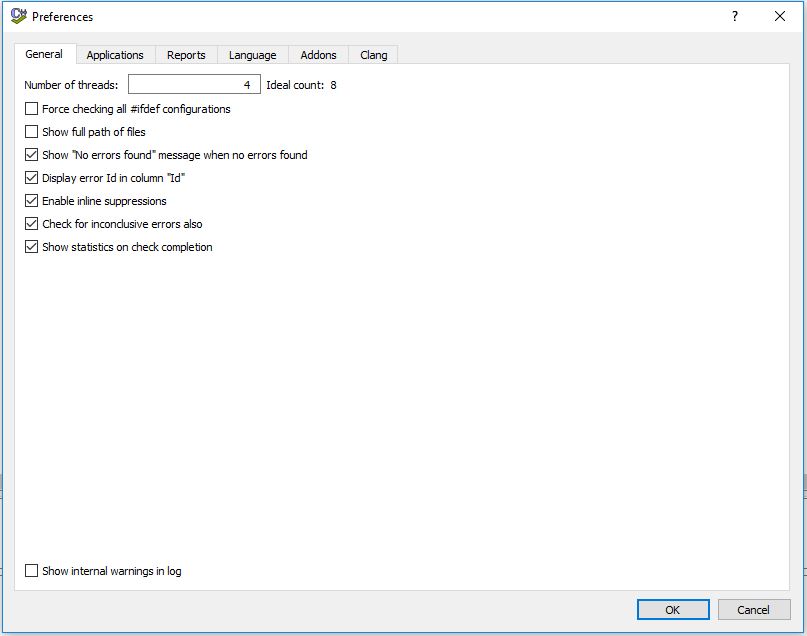 Preferences
General Applications Reports Language Addons Clang
Number of threads: 4 Ideal count: 8
Force checking all #ifdef configurations
Show full path of files
Show "No errors found" message when no errors found
Display error Id in column "Id"
Enable inline suppressions
Check for inconclusive errors also
Show statistics on check completion
Show internal warnings in log
OK Cancel